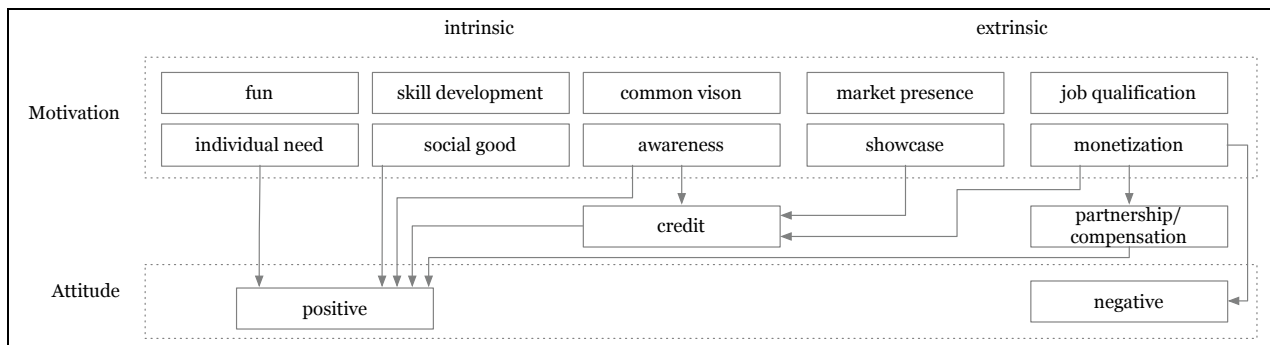 intrinsic extrinsic
fun skill development common vison market presence job qualification
Motivation
individual need social good awareness showcase monetization
credit partnership/
compensation
Attitude positive negative